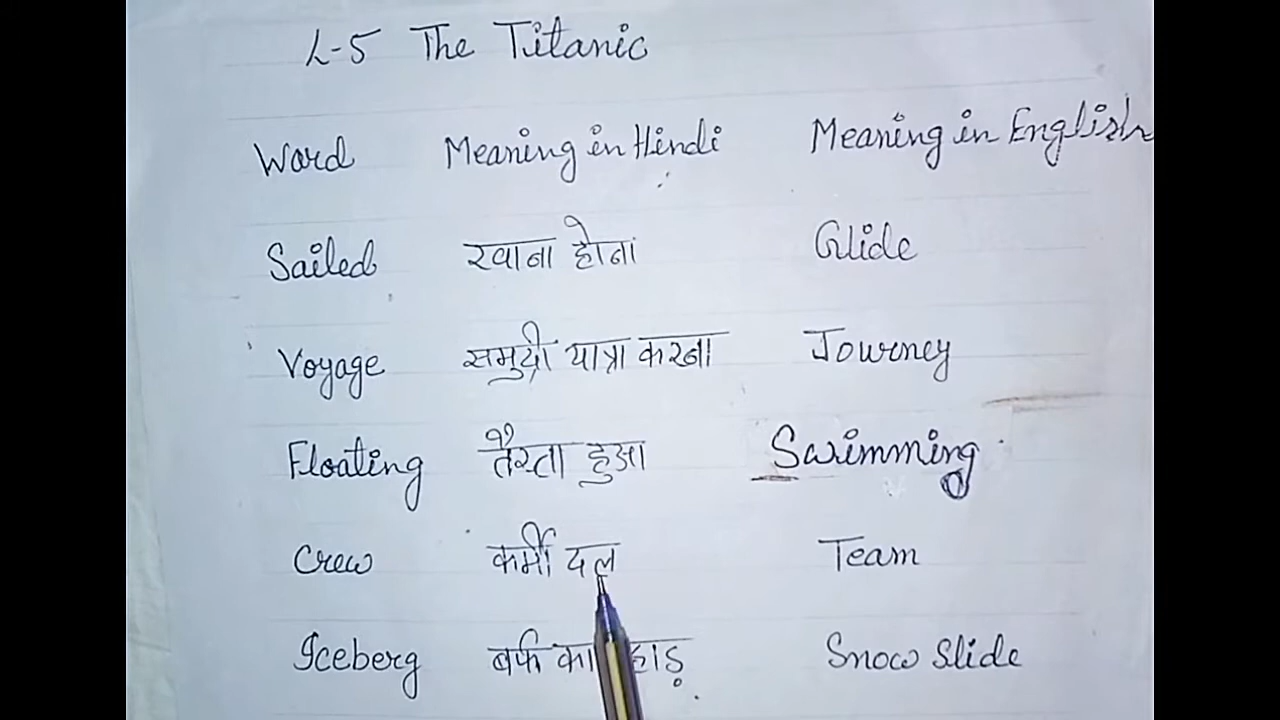 L-5 The Titanic
Word Meaning in Hindi Meaning in English
Sailed रवाना होना Glide
Voyage समुद्री यात्रा करना Journey
Floating तैरता हुआ Swimming
Crew कर्मी दल Team
Iceberg बर्फ का हाड़ Snow Slide